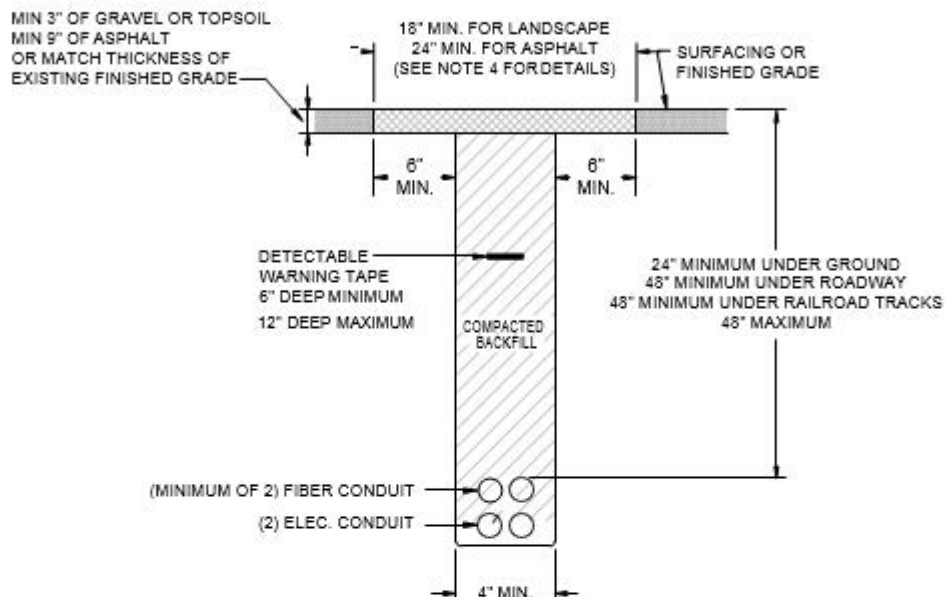 MIN 3" OF GRAVEL OR TOPSOIL
MIN 9" OF ASPHALT
OR MATCH THICKNESS OF
EXISTING FINISHED GRADE
18" MIN. FOR LANDSCAPE
24" MIN. FOR ASPHALT
(SEE NOTE 4 FOR DETAILS)
SURFACING OR
FINISHED GRADE
6"
MIN.
6"
MIN.
DETECTABLE
WARNING TAPE
6" DEEP MINIMUM
12" DEEP MAXIMUM
24" MINIMUM UNDER GROUND
48" MINIMUM UNDER ROADWAY
48" MINIMUM UNDER RAILROAD TRACKS
48" MAXIMUM
COMPACTED
BACKFILL
(MINIMUM OF 2) FIBER CONDUIT
(2) ELEC. CONDUIT
4" MIN.